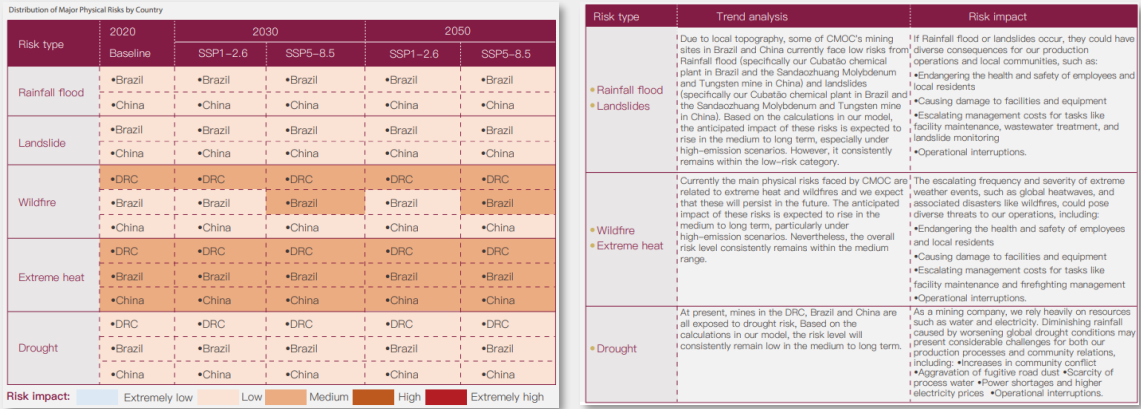 Distribution of Major Physical Risks by Country
Risk type
2020
2030
2050
Baseline
SSP1-2.6
SSP5-8.5
SSP1-2.6
SSP5-8.5
Rainfall flood
•Brazil •Brazil •Brazil •Brazil •Brazil
•China •China •China •China •China
Landslide
•Brazil •Brazil •Brazil •Brazil •Brazil
•China •China •China •China •China
Wildfire
•DRC •DRC •DRC •DRC •DRC
•Brazil •Brazil •Brazil •Brazil •Brazil
•China •China •China •China •China
Extreme heat
•DRC •DRC •DRC •DRC •DRC
•Brazil •Brazil •Brazil •Brazil •Brazil
•China •China •China •China •China
Drought
•DRC •DRC •DRC •DRC •DRC
•Brazil •Brazil •Brazil •Brazil •Brazil
•China •China •China •China •China
Risk impact: Extremely low Low Medium High Extremely high
Risk type Trend analysis Risk impact
• Rainfall flood
• Landslides
Due to local topography, some of CMOC's mining
sites in Brazil and China currently face low risks from
Rainfall flood (specifically our Cubatão chemical
plant in Brazil and the Sandaozhuang Molybdenum
and Tungsten mine in China) and landslides
(specifically our Cubatão chemical plant in Brazil and
the Sandaozhuang Molybdenum and Tungsten mine
in China). Based on the calculations in our model,
the anticipated impact of these risks is expected to
rise in the medium to long term, especially under
high-emission scenarios. However, it consistently
remains within the low-risk category.
If Rainfall flood or landslides occur, they could have
diverse consequences for our production
operations and local communities, such as:
•Endangering the health and safety of employees and
local residents
•Causing damage to facilities and equipment
•Escalating management costs for tasks like
facility maintenance, wastewater treatment, and
landslide monitoring
•Operational interruptions.
• Wildfire
• Extreme heat
Currently the main physical risks faced by CMOC are
related to extreme heat and wildfires and we expect
that these will persist in the future. The anticipated
impact of these risks is expected to rise in the
medium to long term, particularly under
high-emission scenarios. Nevertheless, the overall
risk level consistently remains within the medium
range.
The escalating frequency and severity of extreme
weather events, such as global heatwaves, and
associated disasters like wildfires, could pose
diverse threats to our operations, including:
•Endangering the health and safety of employees
and local residents
•Causing damage to facilities and equipment
•Escalating management costs for tasks like
facility maintenance and firefighting management
•Operational interruptions.
• Drought
At present, mines in the DRC, Brazil and China are
all exposed to drought risk, Based on the
calculations in our model, the risk level will
consistently remain low in the medium to long term.
As a mining company, we rely heavily on resources
such as water and electricity. Diminishing rainfall
caused by worsening global drought conditions may
present considerable challenges for both our
production processes and community relations,
including: •Increases in community conflict
•Aggravation of fugitive road dust •Scarcity of
process water •Power shortages and higher
electricity prices •Operational interruptions.